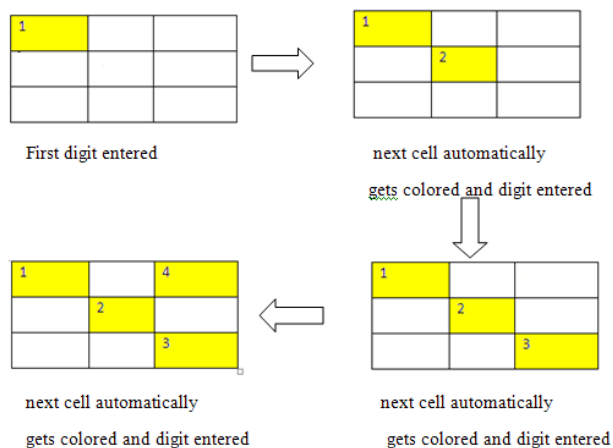 1
First digit entered
1
2
next cell automatically
gets colored and digit entered
1
2
3
next cell automatically
gets colored and digit entered
1 4
2
3
next cell automatically
gets colored and digit entered